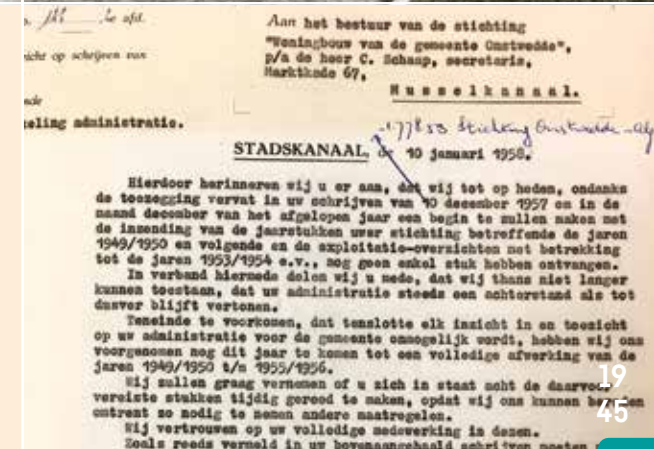 afd.
Aan het bestuur van de stichting
"Woningbouw van de gemeente Onstwedde",
p/a de heer C. Schaap, secretaris,
Marktkade 67,
Musselkanaal.
icht op schrijven van
nde
eling administratie.
177853 Stichting Onstwedde
STADSKANAAL, de 10 januari 1958.
Hierdoor herinneren wij u er aan, dat wij tot op heden, ondanks
de toezegging vervat in uw schrijven van 10 december 1957 om in de
maand december van het afgelopen jaar een begin te zullen maken met
de inzending van de jaarstukken uwer stichting betreffende de jaren
1949/1950 en volgende en de exploitatie-overzichten met betrekking
tot de jaren 1953/1954 e.v., nog geen enkel stuk hebben ontvangen.
In verband hiermede delen wij u mede, dat wij thans niet langer
kunnen toestaan, dat uw administratie steeds een achterstand als tot
dusver blijft vertonen.
Teneinde te voorkomen, dat tenslotte elk inzicht in en toezicht
op uw administratie voor de gemeente onmogelijk wordt, hebben wij ons
voorgenomen nog dit jaar te komen tot een volledige afwerking van de
jaren 1949/1950 t/m 1955/1956.
Wij zullen graag vernemen of u zich in staat acht de daarvoor
vereiste stukken tijdig gereed te maken, opdat wij ons kunnen
omtrent zo nodig te nemen andere maatregelen.
Wij vertrouwen op uw volledige medewerking in dezen.
Zoals reeds vermeld in uw bovenaangehaald schrijven moeten
19
45